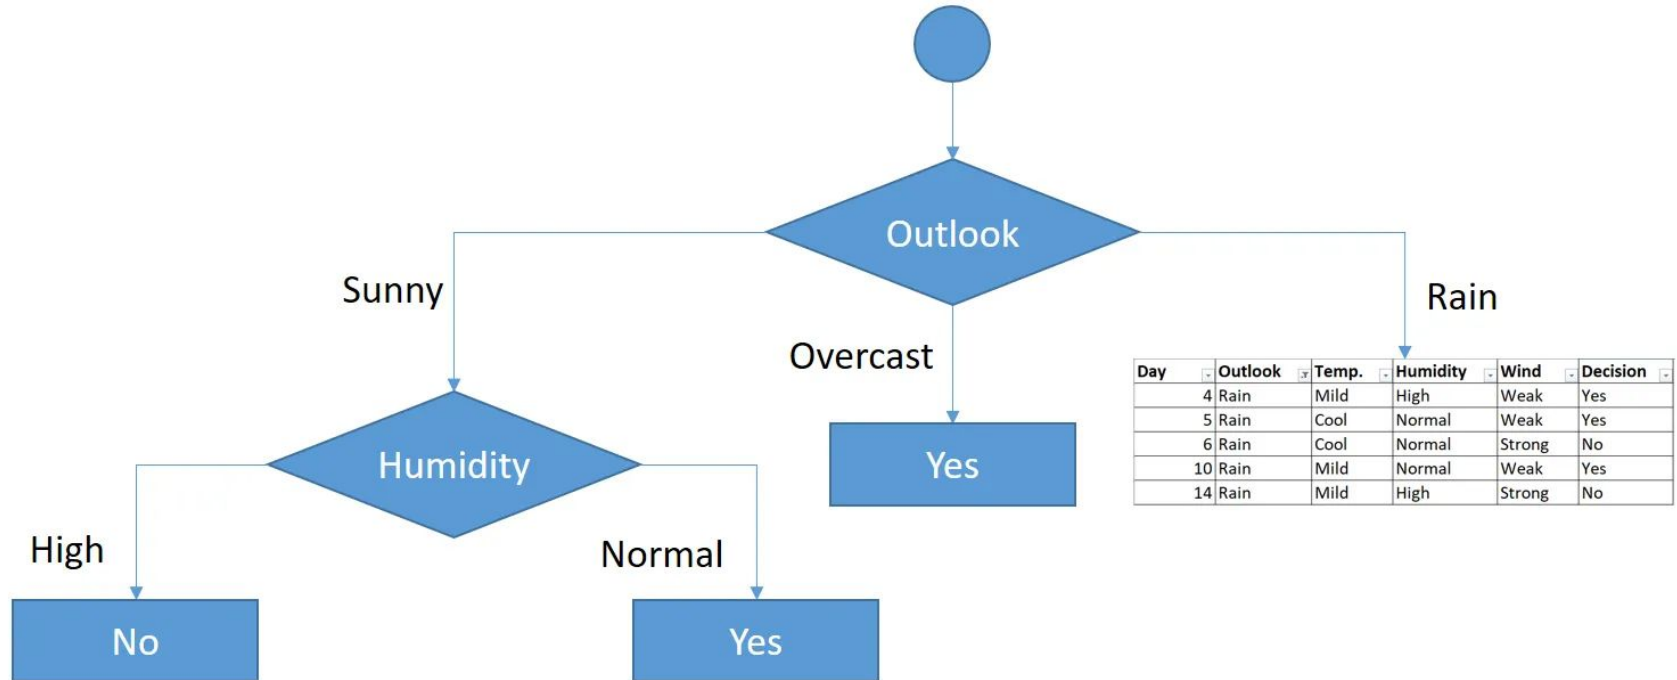 Outlook
Sunny
Rain
Overcast
Day Outlook Temp. Humidity Wind Decision
4 Rain Mild High Weak Yes
5 Rain Cool Normal Weak Yes
6 Rain Cool Normal Strong No
10 Rain Mild Normal Weak Yes
14 Rain Mild High Strong No
Humidity
Yes
High
Normal
No
Yes